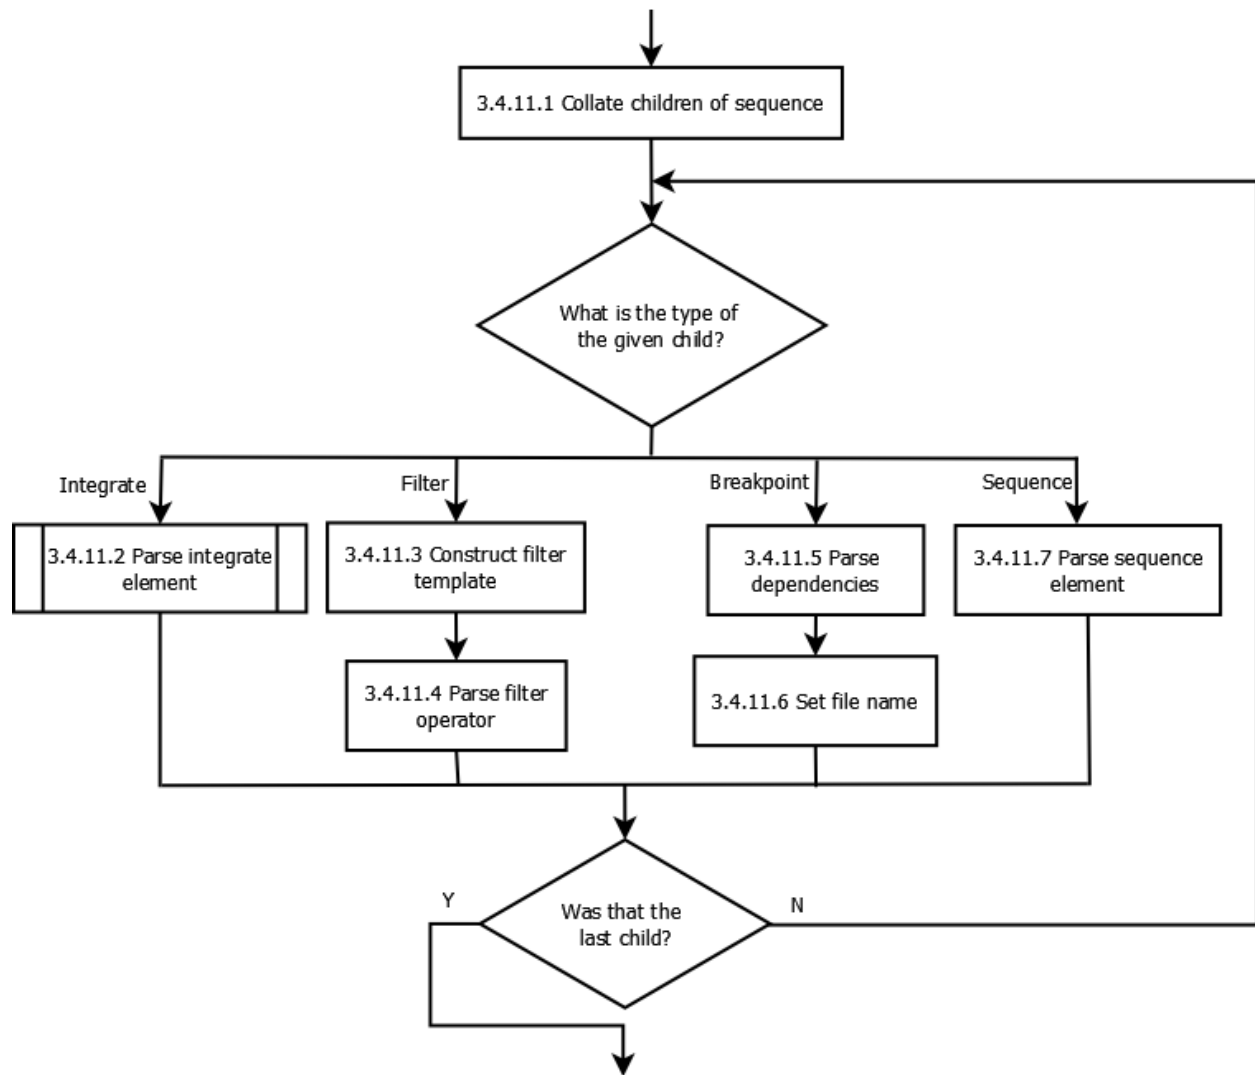 3.4.11.1 Collate children of sequence
What is the type of
the given child?
Integrate
Filter
Breakpoint
Sequence
3.4.11.2 Parse integrate
element
3.4.11.3 Construct filter
template
3.4.11.5 Parse
dependencies
3.4.11.7 Parse sequence
element
3.4.11.4 Parse filter
operator
3.4.11.6 Set file name
Y
Was that the
last child?
N